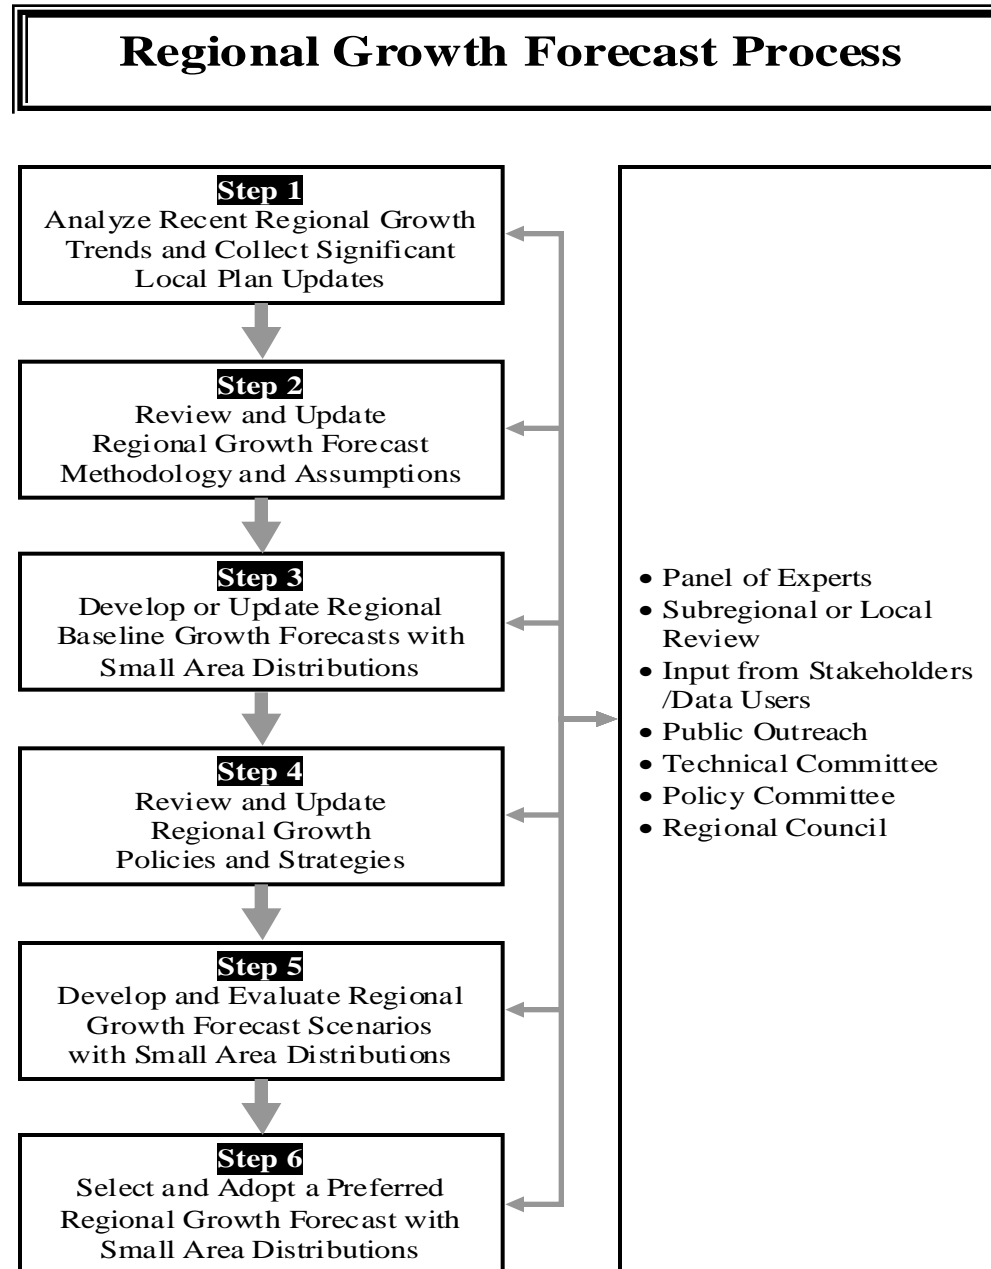 Regional Growth Forecast Process
Step 1
Analyze Recent Regional Growth
Trends and Collect Significant
Local Plan Updates
Step 2
Review and Update
Regional Growth Forecast
Methodology and Assumptions
Step 3
Develop or Update Regional
Baseline Growth Forecasts with
Small Area Distributions
Step 4
Review and Update
Regional Growth
Policies and Strategies
Step 5
Develop and Evaluate Regional
Growth Forecast Scenarios
with Small Area Distributions
Step 6
Select and Adopt a Preferred
Regional Growth Forecast with
Small Area Distributions
• Panel of Experts
• Subregional or Local
Review
• Input from Stakeholders
/Data Users
• Public Outreach
• Technical Committee
• Policy Committee
• Regional Council